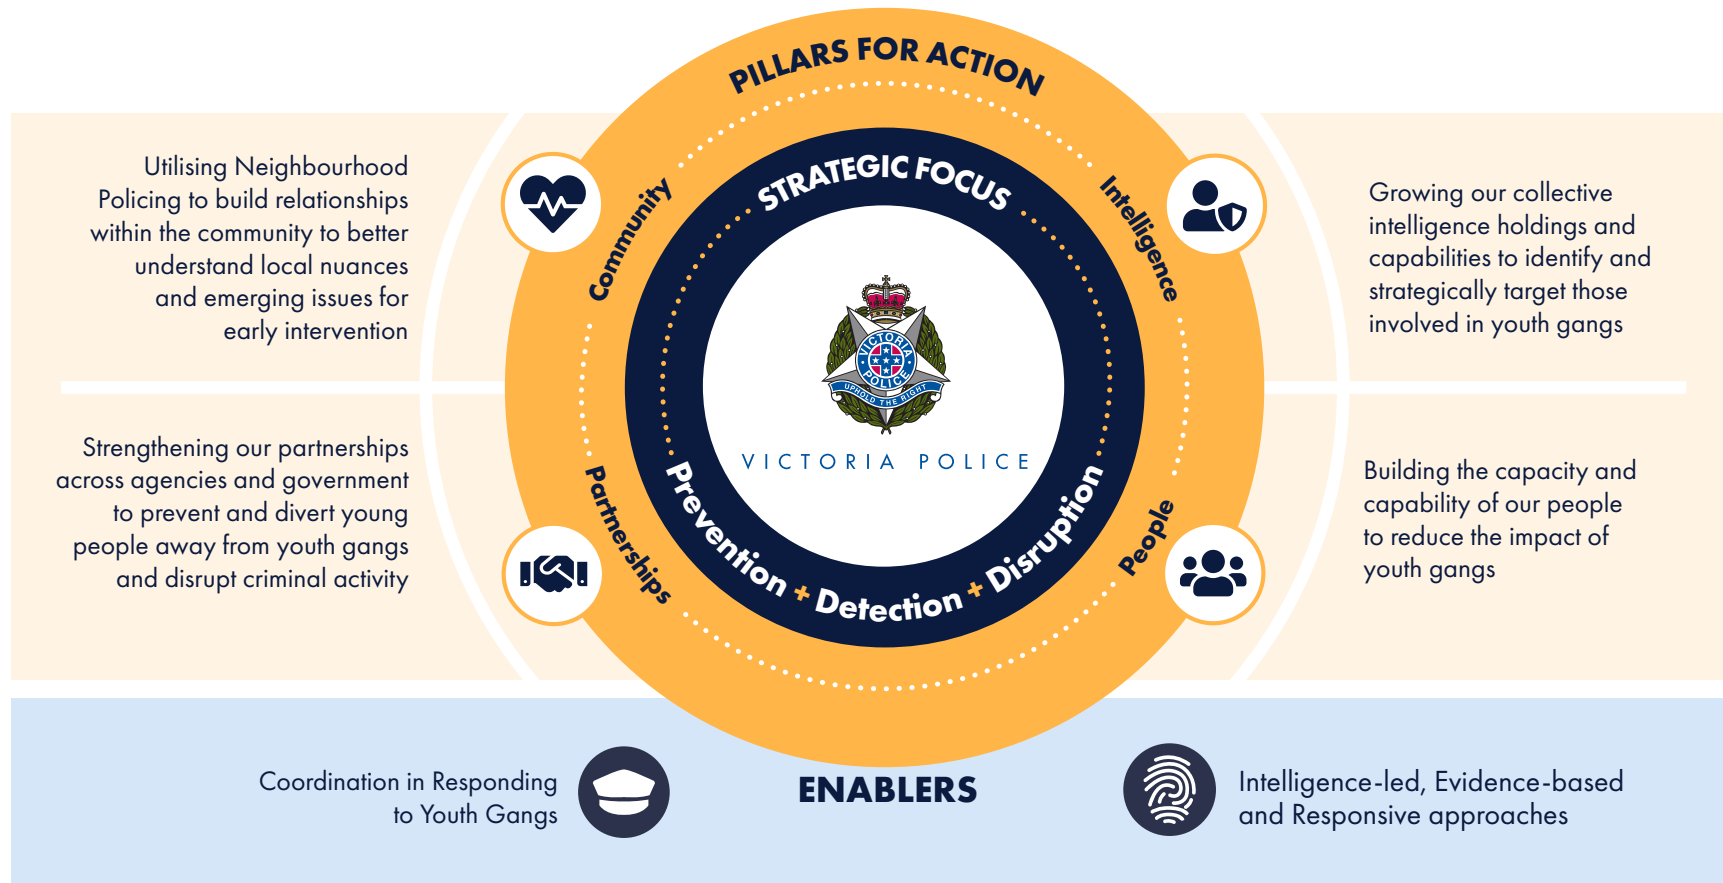 PILLARS FOR ACTION
STRATEGIC FOCUS
Community
Intelligence
Utilising Neighbourhood
Policing to build relationships
within the community to better
understand local nuances
and emerging issues for
early intervention
Growing our collective
intelligence holdings and
capabilities to identify and
strategically target those
involved in youth gangs
VICTORIA
POLICE
UPHOLD THE RIGHT
VICTORIA POLICE
Partnerships
People
Strengthening our partnerships
across agencies and government
to prevent and divert young
people away from youth gangs
and disrupt criminal activity
Building the capacity and
capability of our people
to reduce the impact of
youth gangs
Prevention + Detection + Disruption
ENABLERS
Coordination in Responding
to Youth Gangs
Intelligence-led, Evidence-based
and Responsive approaches